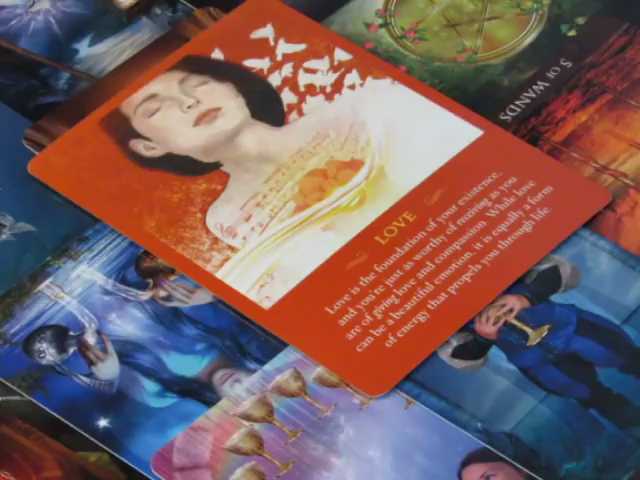 LOVE
Love is the foundation of your existence,
and you're just as worthy of receiving as you
are of giving love and compassion. While love
can be a beautiful emotion, it is equally a form
of energy that propels you through life.
5 OF WANDS